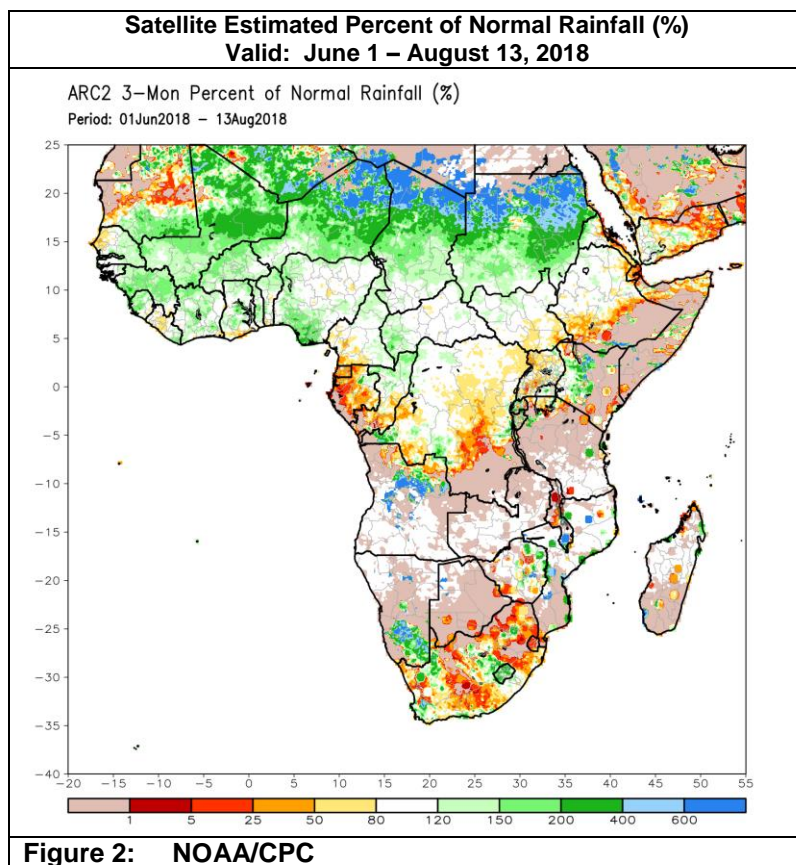 Satellite Estimated Percent of Normal Rainfall (%)
Valid: June 1 – August 13, 2018
ARC2 3-Mon Percent of Normal Rainfall (%)
Period: 01Jun2018 – 13Aug2018
25
20
15
10
5
0
-5
-10
-15
-20
-25
-30
-35
-40
-20 -15 -10 -5 0 5 10 15 20 25 30 35 40 45 50 55
1 5 25 50 80 120 150 200 400 600
Figure 2: NOAA/CPC